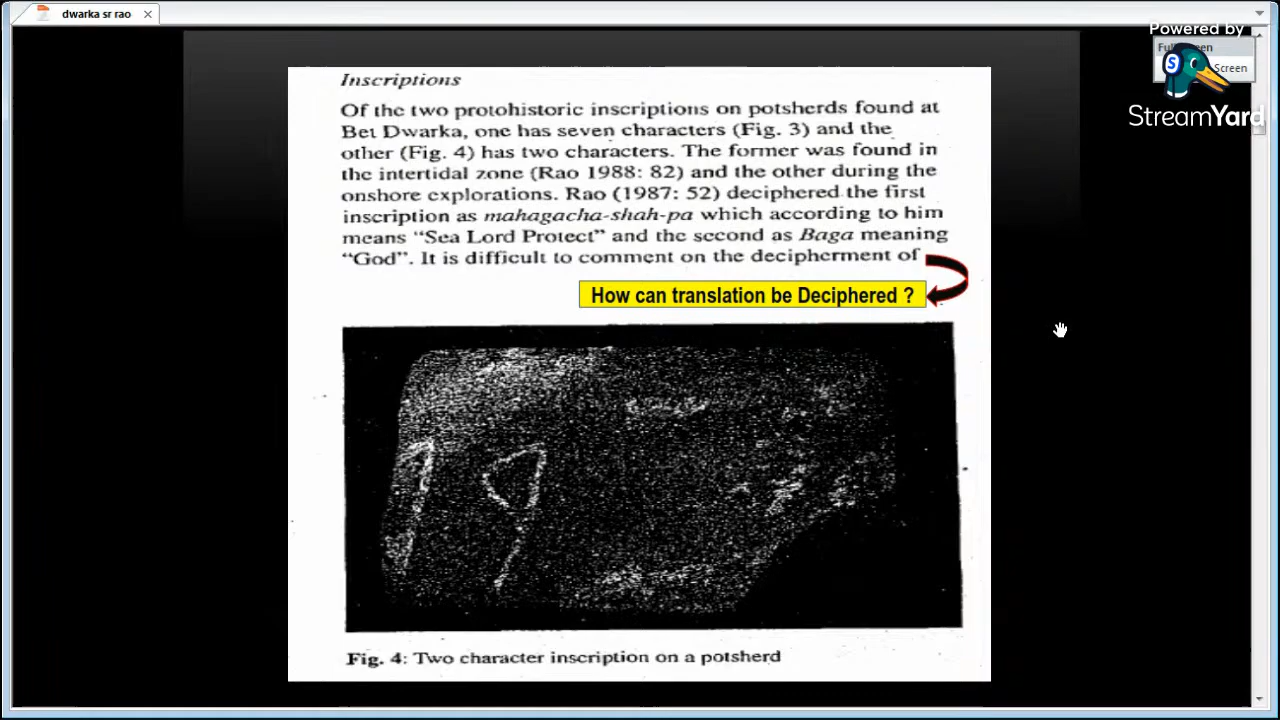 dwarka sr rao
Powered by
Ful
een
Screen
StreamYard
Inscriptions
Of the two protohistoric inscriptions on potsherds found at
Bet Dwarka, one has seven characters (Fig. 3) and the
other (Fig. 4) has two characters. The former was found in
the intertidal zone (Rao 1988: 82) and the other during the
onshore explorations. Rao (1987: 52) deciphered the first
inscription as mahagacha-shah-pa which according to him
means “Sea Lord Protect” and the second as Baga meaning
“God”. It is difficult to comment on the decipherment of
How can translation be Deciphered ?
Fig. 4: Two character inscription on a potsherd